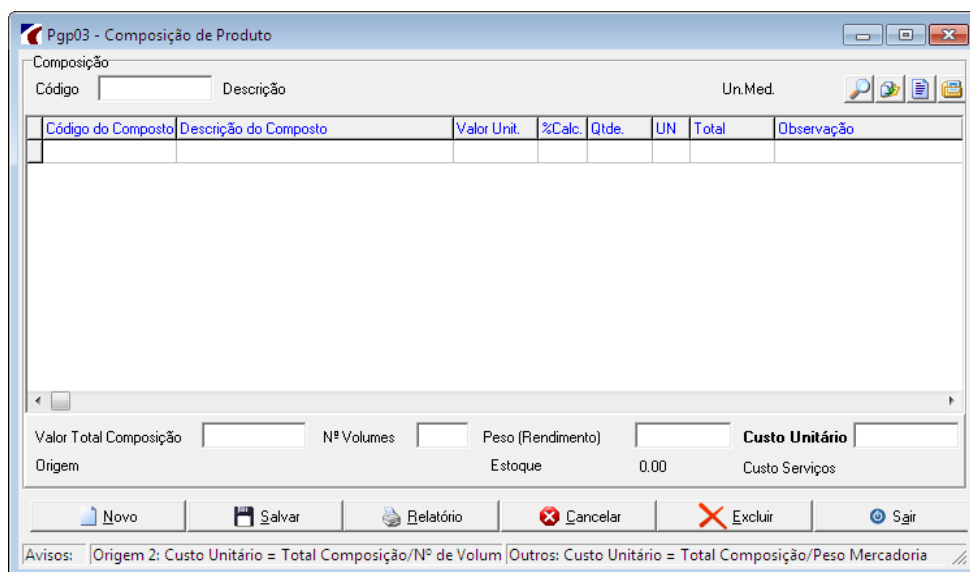 Pgp03 - Composição de Produto
Composição
Código Descrição Un.Med.
Código do Composto Descrição do Composto Valor Unit. %Calc. Qtde. UN Total Observação
Valor Total Composição Nª Volumes Peso (Rendimento) Custo Unitário
Origem Estoque 0.00 Custo Serviços
Novo Salvar Relatório Cancelar Excluir Sair
Avisos: Origem 2: Custo Unitário = Total Composição/Nº de Volum Outros: Custo Unitário = Total Composição/Peso Mercadoria